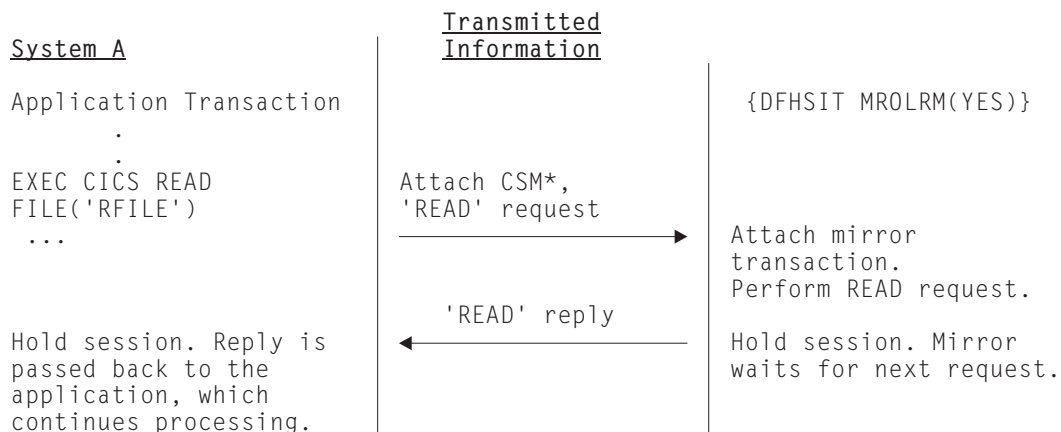 Transmitted
System A Information
Application Transaction {DFHSIT MROLRM(YES)}
.
.
EXEC CICS READ Attach CSM*,
FILE('RFILE') 'READ' request
... Attach mirror
transaction.
Perform READ request.
'READ' reply
Hold session. Reply is Hold session. Mirror
passed back to the waits for next request.
application, which
continues processing.